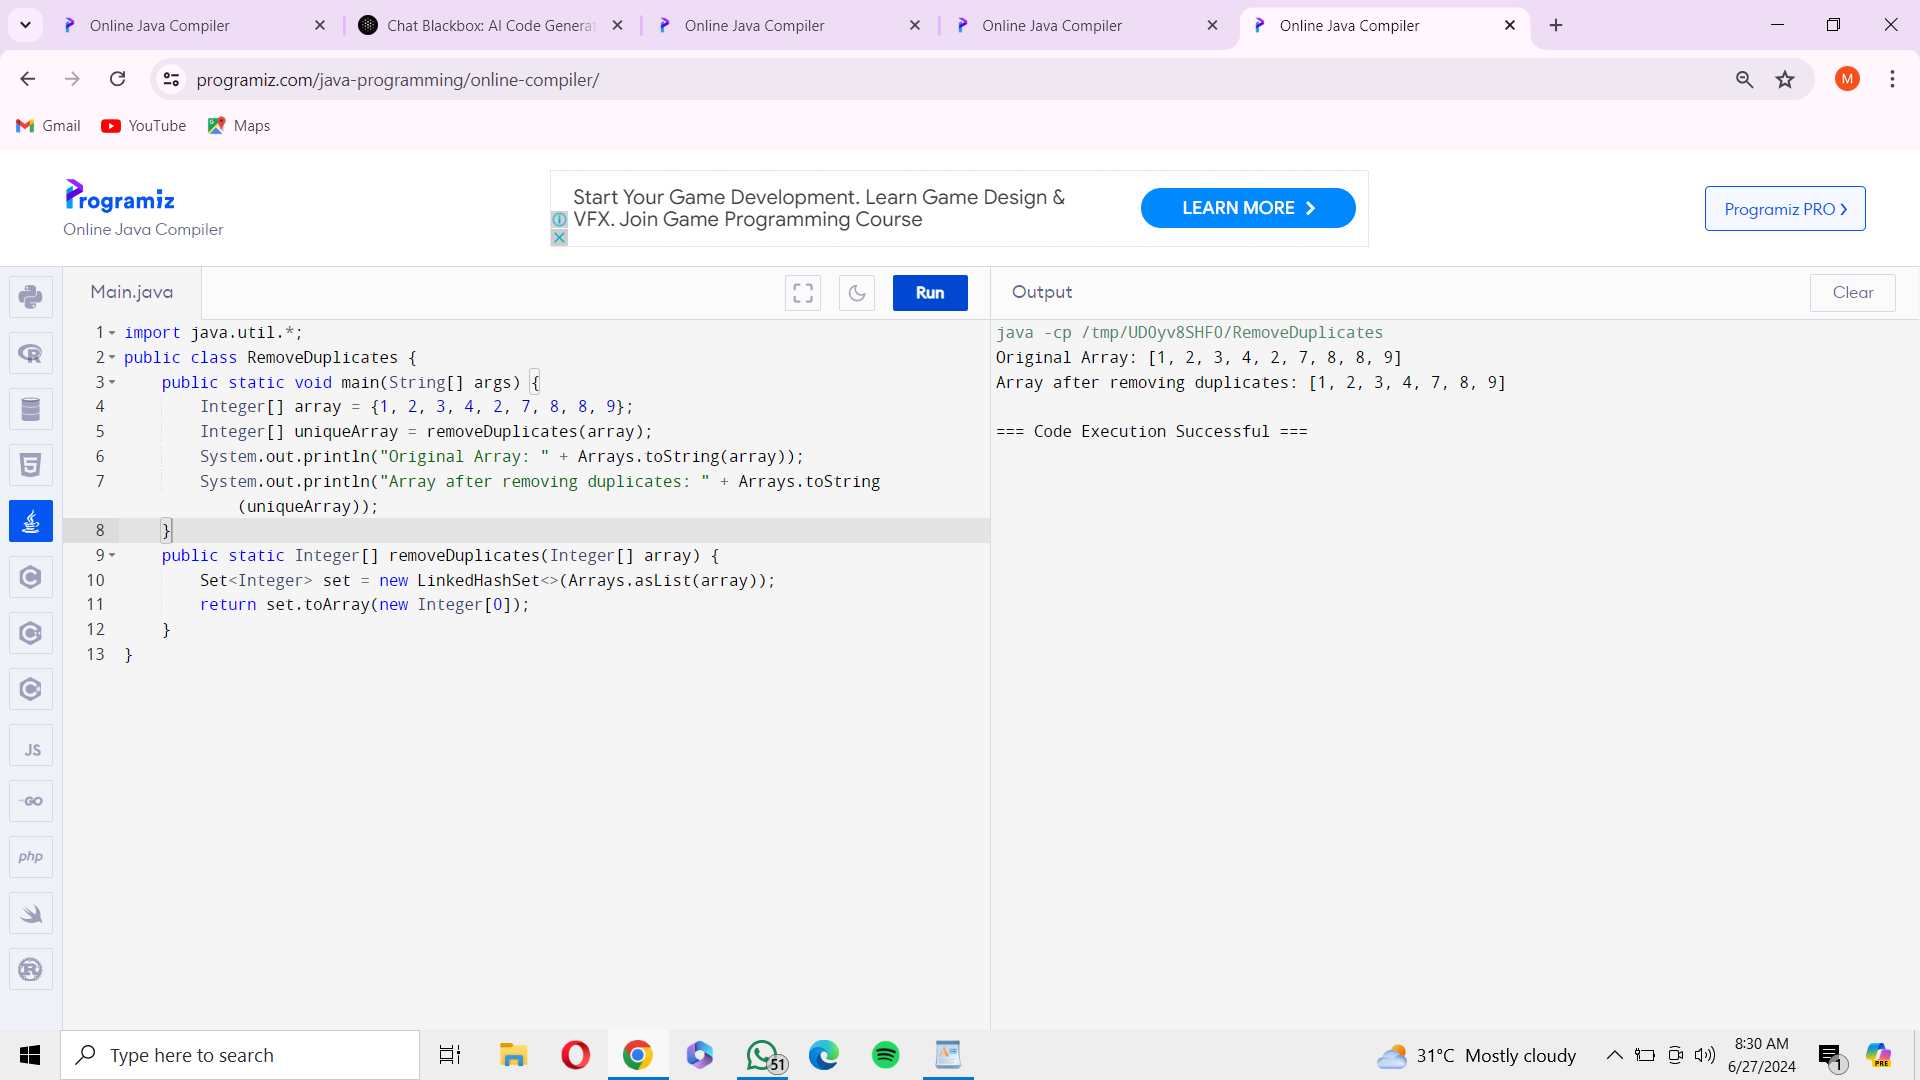 Online Java Compiler
Chat Blackbox: AI Code Generat
Online Java Compiler
Online Java Compiler
Online Java Compiler
programiz.com/java-programming/online-compiler/
M
Gmail
YouTube
Maps
Programiz
Online Java Compiler
Start Your Game Development. Learn Game Design &
VFX. Join Game Programming Course
LEARN MORE
Programiz PRO
Main.java
Run
Output
Clear
1 import java.util.*;
2 public class RemoveDuplicates {
3 public static void main(String[] args) {
4 Integer[] array = {1, 2, 3, 4, 2, 7, 8, 8, 9};
5 Integer[] uniqueArray = removeDuplicates(array);
6 System.out.println("Original Array: " + Arrays.toString(array));
7 System.out.println("Array after removing duplicates: " + Arrays.toString
(uniqueArray));
8 }
9 public static Integer[] removeDuplicates(Integer[] array) {
10 Set<Integer> set = new LinkedHashSet<>(Arrays.asList(array));
11 return set.toArray(new Integer[0]);
12 }
13 }
java -cp /tmp/UDOyv8SHFO/RemoveDuplicates
Original Array: [1, 2, 3, 4, 2, 7, 8, 8, 9]
Array after removing duplicates: [1, 2, 3, 4, 7, 8, 9]
=== Code Execution Successful ===
R
5
C
C
C
JS
GO
php
R
Type here to search
51
31°C Mostly cloudy
8:30 AM
6/27/2024
1
PRE